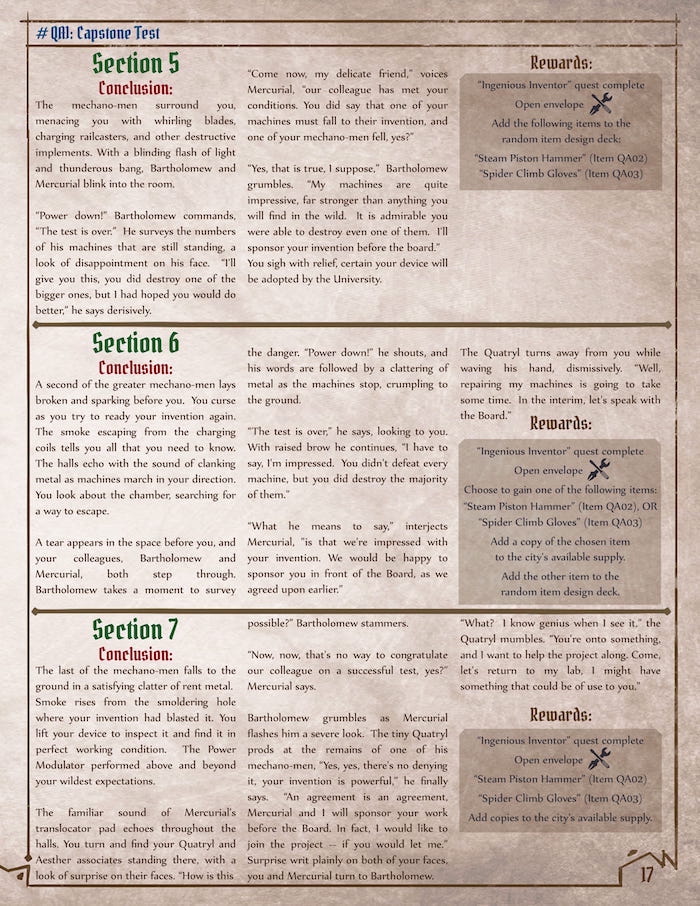 #QA1: Capstone Test
Section 5
Conclusion:
The mechano-men surround you,
menacing you with whirling blades,
charging railcasters, and other destructive
implements. With a blinding flash of light
and thunderous bang, Bartholomew and
Mercurial blink into the room.
“Power down!” Bartholomew commands,
“The test is over.” He surveys the numbers
of his machines that are still standing, a
look of disappointment on his face. “I’ll
give you this, you did destroy one of the
bigger ones, but I had hoped you would do
better,” he says derisively.
“Come now, my delicate friend,” voices
Mercurial, “our colleague has met your
conditions. You did say that one of your
machines must fall to their invention, and
one of your mechano-men fell, yes?”
“Yes, that is true, I suppose,” Bartholomew
grumbles. “My machines are quite
impressive, far stronger than anything you
will find in the wild. It is admirable you
were able to destroy even one of them. I’ll
sponsor your invention before the board.”
You sigh with relief, certain your device will
be adopted by the University.
Rewards:
“Ingenious Inventor” quest complete
Open envelope
Add the following items to the
random item design deck:
“Steam Piston Hammer” (Item QA02)
“Spider Climb Gloves” (Item QA03)
Section 6
Conclusion:
A second of the greater mechano-men lays
broken and sparking before you. You curse
as you try to ready your invention again.
The smoke escaping from the charging
coils tells you all that you need to know.
The halls echo with the sound of clanking
metal as machines march in your direction.
You look about the chamber, searching for
a way to escape.
A tear appears in the space before you, and
your colleagues, Bartholomew and
Mercurial, both step through.
Bartholomew takes a moment to survey
the danger. “Power down!” he shouts, and
his words are followed by a clattering of
metal as the machines stop, crumpling to
the ground.
“The test is over,” he says, looking to you.
With raised brow he continues, “I have to
say, I’m impressed. You didn’t defeat every
machine, but you did destroy the majority
of them.”
“What he means to say,” interjects
Mercurial, “is that we’re impressed with
your invention. We would be happy to
sponsor you in front of the Board, as we
agreed upon earlier.”
The Quatryl turns away from you while
waving his hand, dismissively. “Well,
repairing my machines is going to take
some time. In the interim, let’s speak with
the Board.”
Rewards:
“Ingenious Inventor” quest complete
Open envelope
Choose to gain one of the following items:
“Steam Piston Hammer” (Item QA02), OR
“Spider Climb Gloves” (Item QA03)
Add a copy of the chosen item
to the city’s available supply.
Add the other item to the
random item design deck.
Section 7
Conclusion:
The last of the mechano-men falls to the
ground in a satisfying clatter of rent metal.
Smoke rises from the smoldering hole
where your invention had blasted it. You
lift your device to inspect it and find it in
perfect working condition. The Power
Modulator performed above and beyond
your wildest expectations.
The familiar sound of Mercurial’s
translocator pad echoes throughout the
halls. You turn and find your Quatryl and
Aesther associates standing there, with a
look of surprise on their faces. “How is this
possible?” Bartholomew stammers.
“Now, now, that’s no way to congratulate
our colleague on a successful test, yes?”
Mercurial says.
Bartholomew grumbles as Mercurial
flashes him a severe look. The tiny Quatryl
prods at the remains of one of his
mechano-men, “Yes, yes, there’s no denying
it, your invention is powerful,” he finally
says. “An agreement is an agreement,
Mercurial and I will sponsor your work
before the Board. In fact, I would like to
join the project -- if you would let me.”
Surprise writ plainly on both of your faces,
you and Mercurial turn to Bartholomew.
“What? I know genius when I see it,” the
Quatryl mumbles. “You’re onto something,
and I want to help the project along. Come,
let’s return to my lab, I might have
something that could be of use to you.”
Rewards:
“Ingenious Inventor” quest complete
Open envelope
“Steam Piston Hammer” (Item QA02)
“Spider Climb Gloves” (Item QA03)
Add copies to the city’s available supply.
17